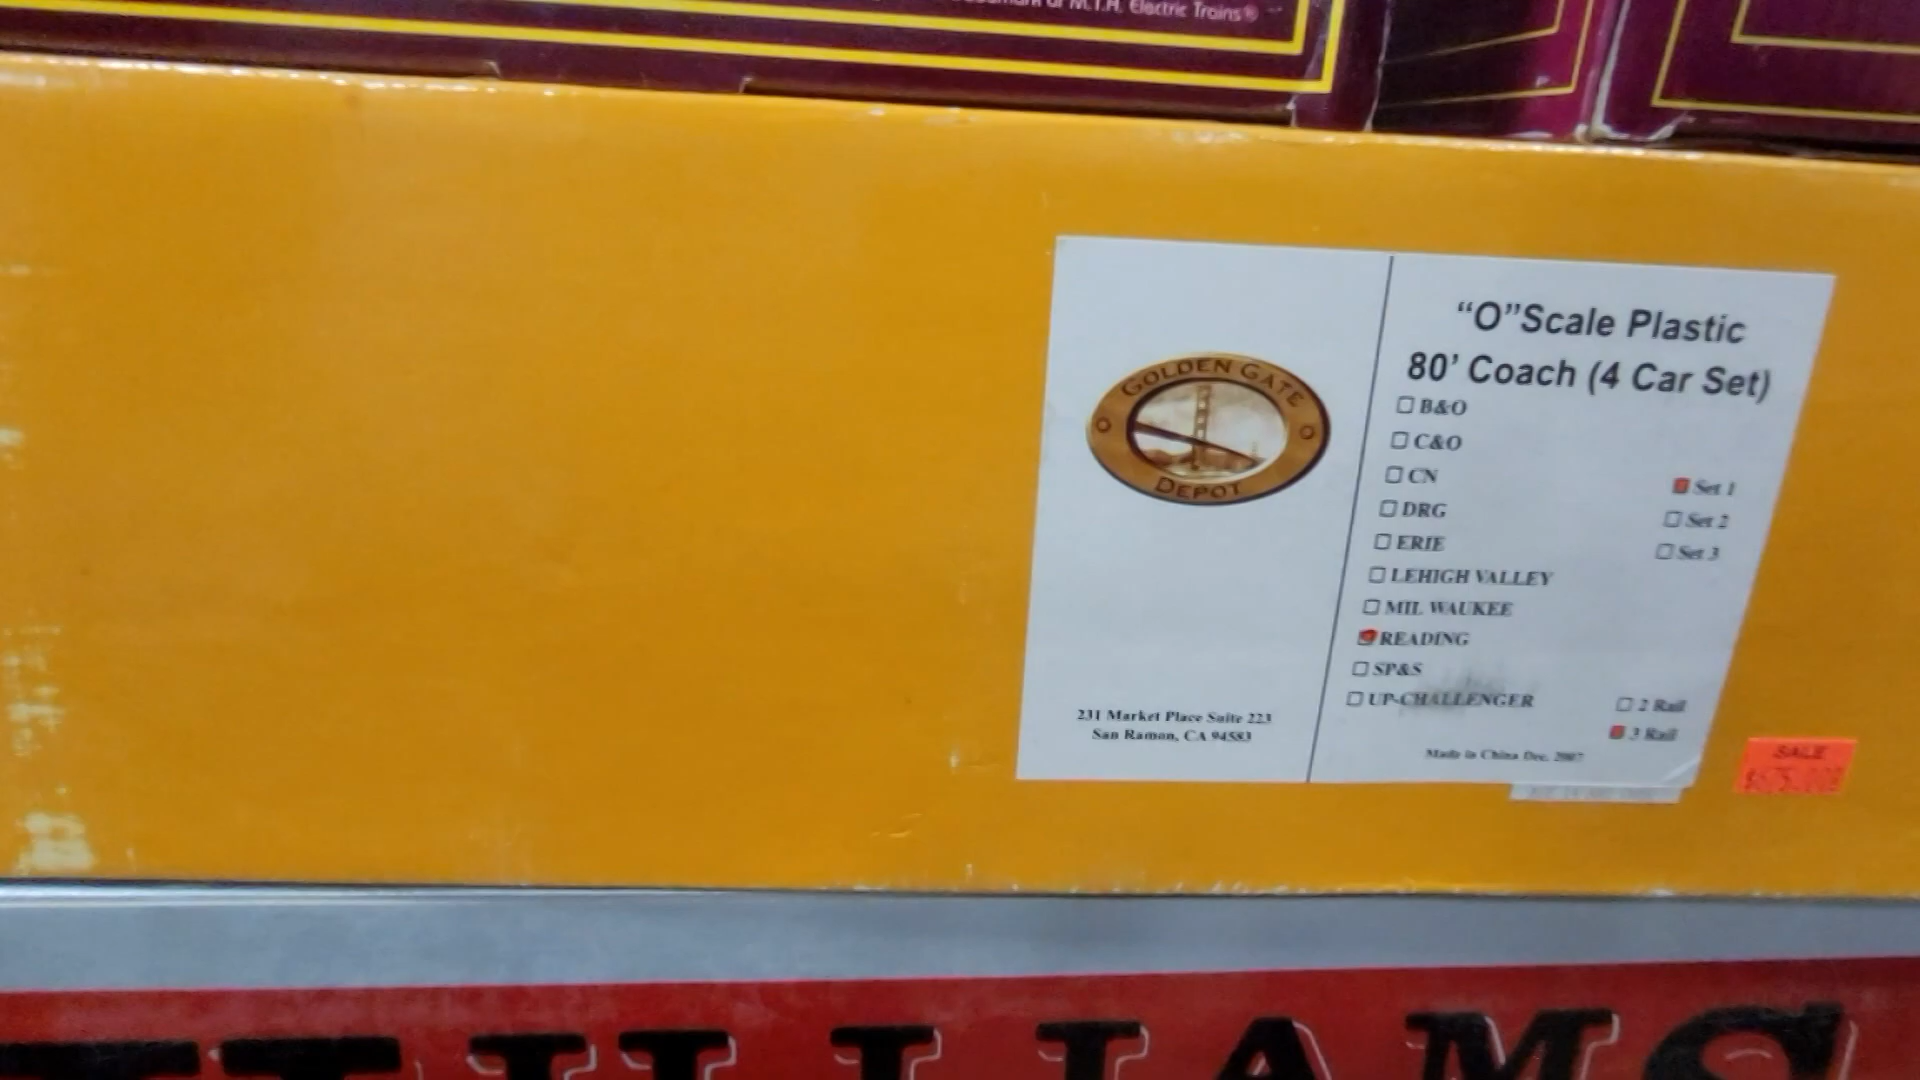 of M.T.H. Electric Trains®
"O"Scale Plastic
80' Coach (4 Car Set)
GOLDEN GATE
DEPOT
☐ B&O
☐ C&O
☐ CN
☐ DRG
☐ ERIE
☐ LEHIGH VALLEY
☐ MIL WAUKEE
READING
☐ SP&S
☐ UP-CHALLENGER
Set 1
☐ Set 2
☐ Set 3
☐ 2 Rail
3 Rail
231 Market Place Suite 223
San Ramon, CA 94583
Made in China Dec. 2007
SALE
WILLIAMS